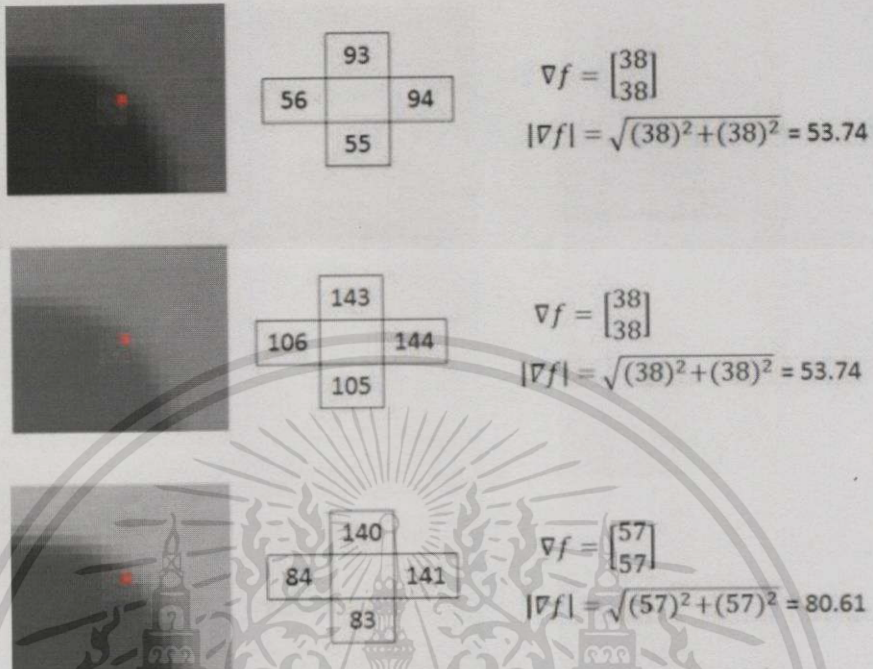 93
56 94
55
∇f = [38 38]
|∇f| = √(38)² +(38)² = 53.74
143
106 144
105
∇f = [38 38]
|∇f| = √(38)² +(38)² = 53.74
140
84 141
83
∇f = [57 57]
|∇f| = √(57)² +(57)² = 80.61